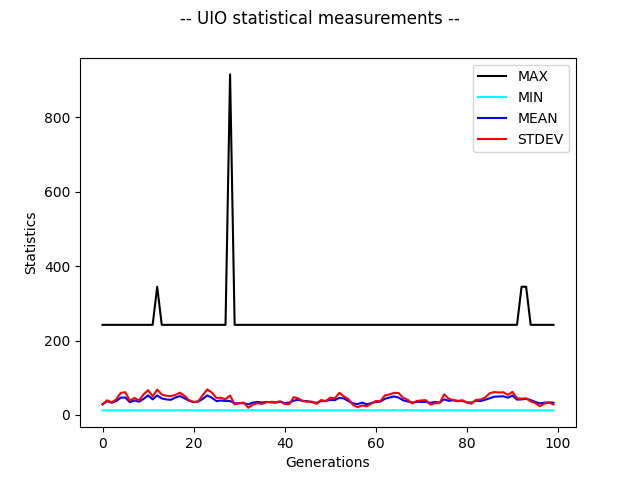 -- UIO statistical measurements --
MAX
MIN
MEAN
STDEV
Statistics
800
600
400
200
0
0 20 40 60 80 100
Generations